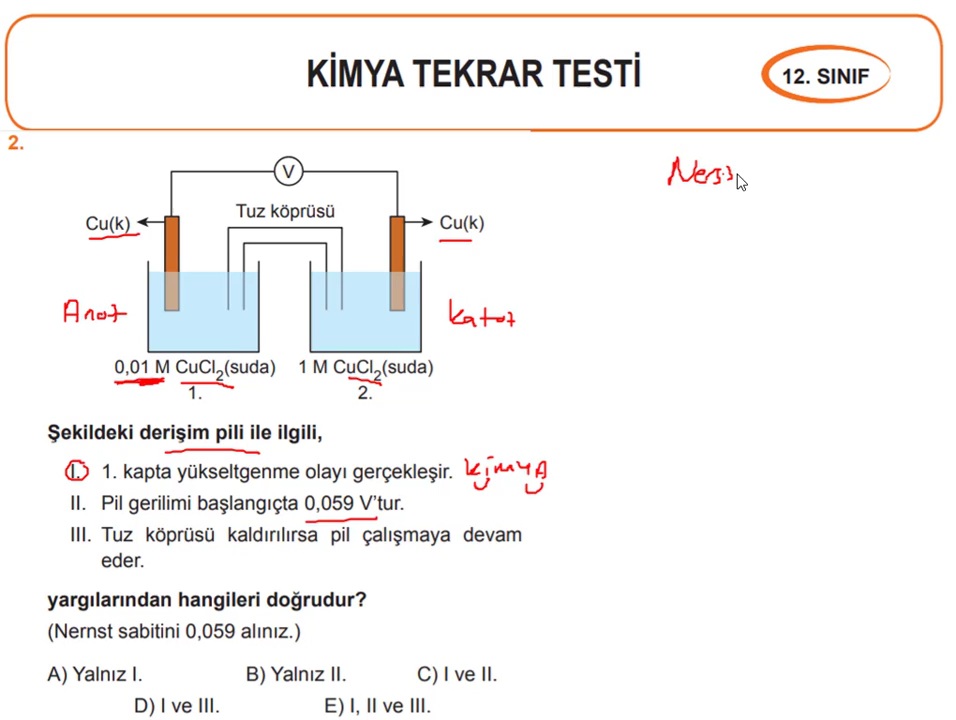 KİMYA TEKRAR TESTİ
12. SINIF
2.
V
Tuz köprüsü
Cu(k)
Cu(k)
Anot
Katot
0,01 M CuCl₂(suda)
1 M CuCl₂(suda)
1.
2.
Şekildeki derişim pili ile ilgili,
I. 1. kapta yükseltgenme olayı gerçekleşir.
kimyA
II. Pil gerilimi başlangıçta 0,059 V'tur.
III. Tuz köprüsü kaldırılırsa pil çalışmaya devam
eder.
yargılarından hangileri doğrudur?
(Nernst sabitini 0,059 alınız.)
A) Yalnız I.
B) Yalnız II.
C) I ve II.
D) I ve III.
E) I, II ve III.